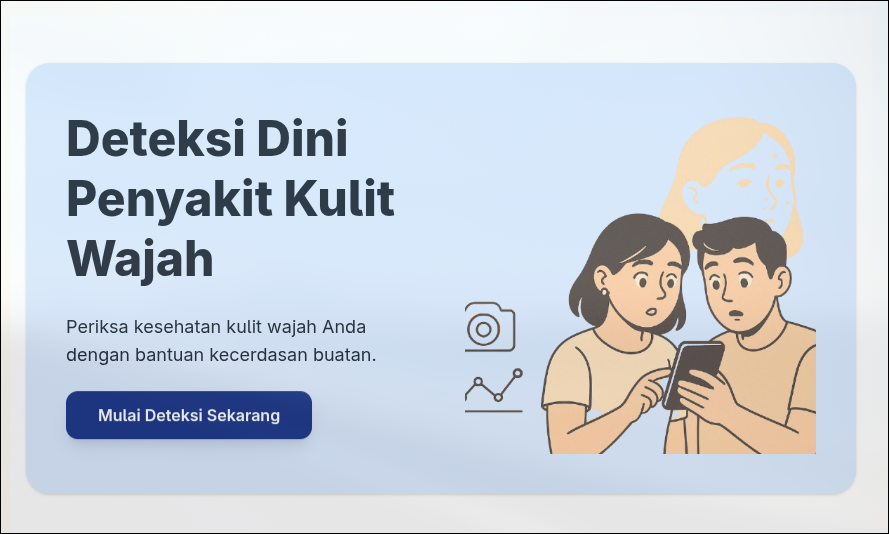 Deteksi Dini
Penyakit Kulit
Wajah
Periksa kesehatan kulit wajah Anda
dengan bantuan kecerdasan buatan.
Mulai Deteksi Sekarang